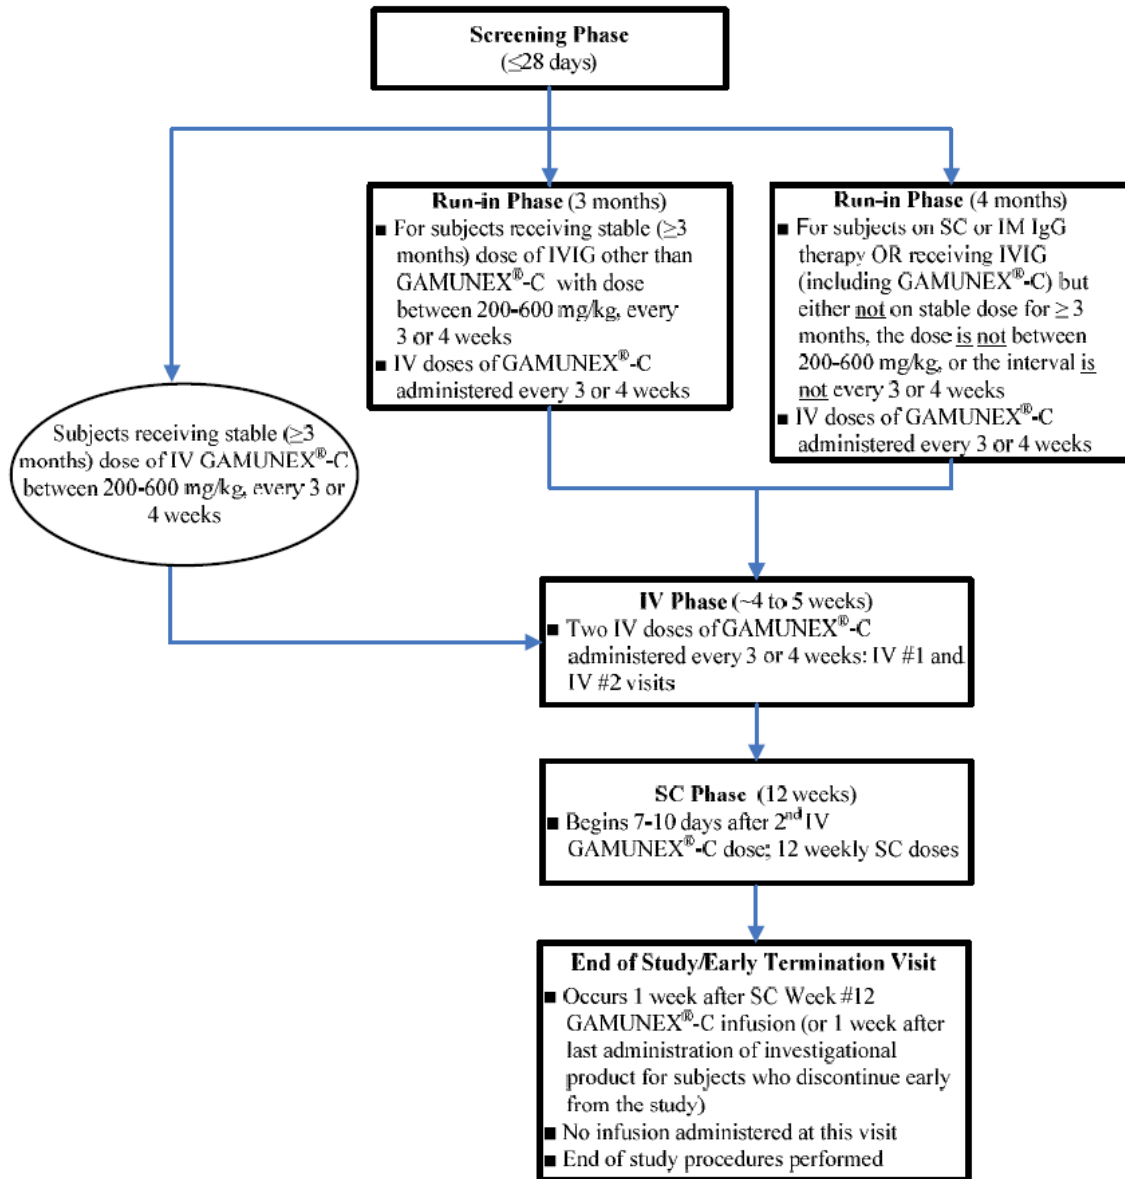 Screening Phase
(≤28 days)
Run-in Phase (3 months)
■ For subjects receiving stable (≥3
months) dose of IVIG other than
GAMUNEX®-C with dose
between 200-600 mg/kg, every
3 or 4 weeks
■ IV doses of GAMUNEX®-C
administered every 3 or 4 weeks
Run-in Phase (4 months)
■ For subjects on SC or IM IgG
therapy OR receiving IVIG
(including GAMUNEX®-C) but
either not on stable dose for ≥ 3
months, the dose is not between
200-600 mg/kg, or the interval is
not every 3 or 4 weeks
■ IV doses of GAMUNEX®-C
administered every 3 or 4 weeks
Subjects receiving stable (≥3
months) dose of IV GAMUNEX®-C
between 200-600 mg/kg, every 3 or
4 weeks
IV Phase (~4 to 5 weeks)
■ Two IV doses of GAMUNEX®-C
administered every 3 or 4 weeks: IV #1 and
IV #2 visits
SC Phase (12 weeks)
■ Begins 7-10 days after 2nd IV
GAMUNEX®-C dose; 12 weekly SC doses
End of Study/Early Termination Visit
■ Occurs 1 week after SC Week #12
GAMUNEX®-C infusion (or 1 week after
last administration of investigational
product for subjects who discontinue early
from the study)
■ No infusion administered at this visit
■ End of study procedures performed